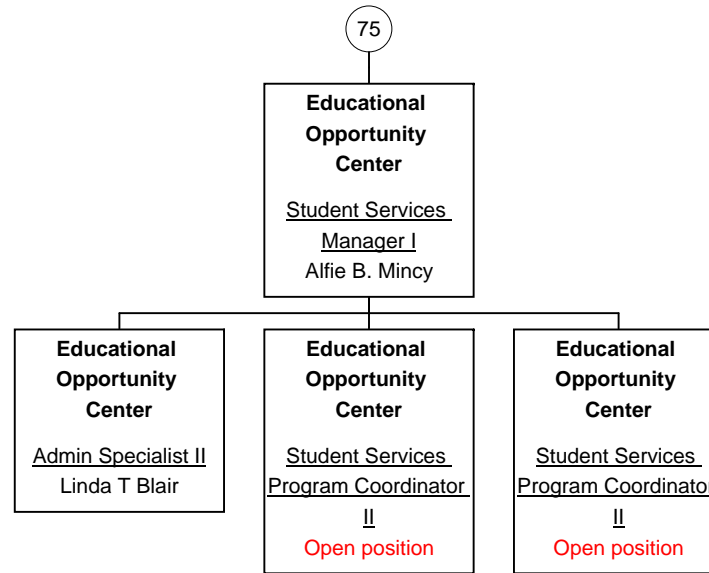 75
Educational
Opportunity
Center
Student Services
Manager I
Alfie B. Mincy
Educational
Opportunity
Center
Admin Specialist II
Linda T Blair
Educational
Opportunity
Center
Student Services
Program Coordinator
II
Open position
Educational
Opportunity
Center
Student Services
Program Coordinator
II
Open position